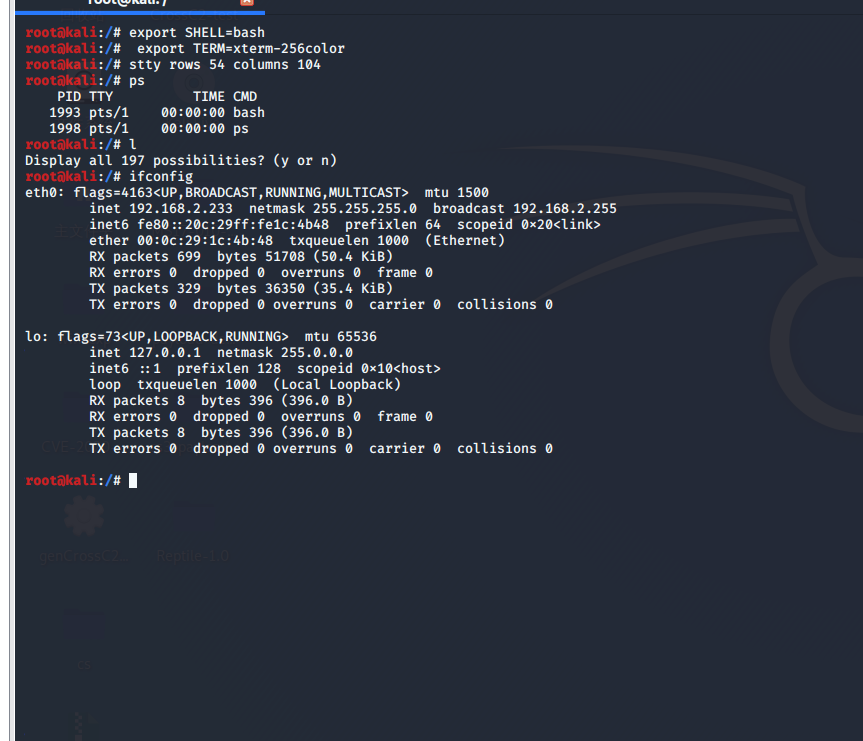 root@kali:/
root@kali:/# export SHELL=bash
root@kali:/#  export TERM=xterm-256color
root@kali:/# stty rows 54 columns 104
root@kali:/# ps
    PID TTY          TIME CMD
   1993 pts/1    00:00:00 bash
   1998 pts/1    00:00:00 ps
root@kali:/# l
Display all 197 possibilities? (y or n)
root@kali:/# ifconfig
eth0: flags=4163<UP,BROADCAST,RUNNING,MULTICAST>  mtu 1500
        inet 192.168.2.233  netmask 255.255.255.0  broadcast 192.168.2.255
        inet6 fe80::20c:29ff:fe1c:4b48  prefixlen 64  scopeid 0x20<link>
        ether 00:0c:29:1c:4b:48  txqueuelen 1000  (Ethernet)
        RX packets 699  bytes 51708 (50.4 KiB)
        RX errors 0  dropped 0  overruns 0  frame 0
        TX packets 329  bytes 36350 (35.4 KiB)
        TX errors 0  dropped 0 overruns 0  carrier 0  collisions 0

lo: flags=73<UP,LOOPBACK,RUNNING>  mtu 65536
        inet 127.0.0.1  netmask 255.0.0.0
        inet6 ::1  prefixlen 128  scopeid 0x10<host>
        loop  txqueuelen 1000  (Local Loopback)
        RX packets 8  bytes 396 (396.0 B)
        RX errors 0  dropped 0  overruns 0  frame 0
        TX packets 8  bytes 396 (396.0 B)
        TX errors 0  dropped 0 overruns 0  carrier 0  collisions 0

root@kali:/#